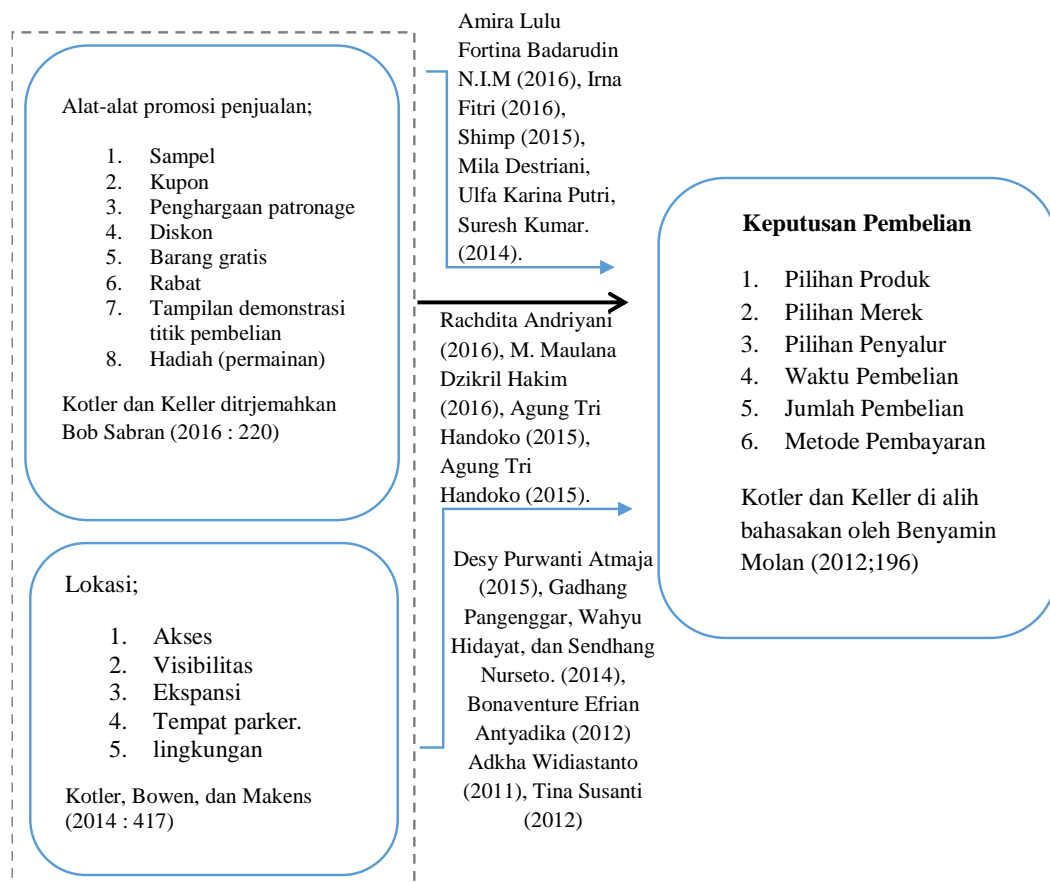 Alat-alat promosi penjualan;
1. Sampel
2. Kupon
3. Penghargaan patronage
4. Diskon
5. Barang gratis
6. Rabat
7. Tampilan demonstrasi
titik pembelian
8. Hadiah (permainan)
Kotler dan Keller ditrjemahkan
Bob Sabran (2016 : 220)
Lokasi;
1. Akses
2. Visibilitas
3. Ekspansi
4. Tempat parker.
5. lingkungan
Kotler, Bowen, dan Makens
(2014 : 417)
Amira Lulu
Fortina Badarudin
N.I.M (2016), Irna
Fitri (2016),
Shimp (2015),
Mila Destriani,
Ulfa Karina Putri,
Suresh Kumar.
(2014).
Rachdita Andriyani
(2016), M. Maulana
Dzikril Hakim
(2016), Agung Tri
Handoko (2015),
Agung Tri
Handoko (2015).
Desy Purwanti Atmaja
(2015), Gadhang
Pangenggar, Wahyu
Hidayat, dan Sendhang
Nurseto. (2014),
Bonaventure Efrian
Antyadika (2012)
Adkha Widiastanto
(2011), Tina Susanti
(2012)
Keputusan Pembelian
1. Pilihan Produk
2. Pilihan Merek
3. Pilihan Penyalur
4. Waktu Pembelian
5. Jumlah Pembelian
6. Metode Pembayaran
Kotler dan Keller di alih
bahasakan oleh Benyamin
Molan (2012;196)